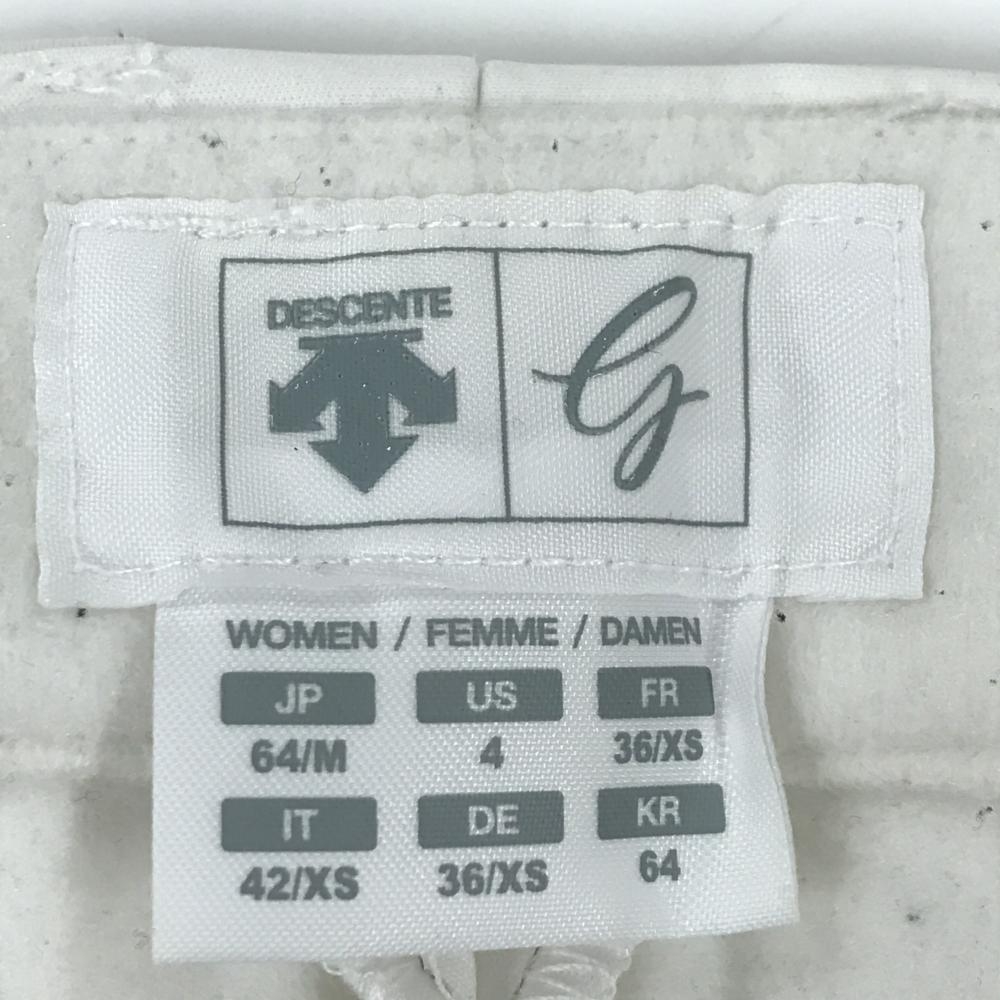 DESCENTE
G
WOMEN / FEMME / DAMEN
JP US FR
64/M 4 36/XS
IT DE KR
42/XS 36/XS 64